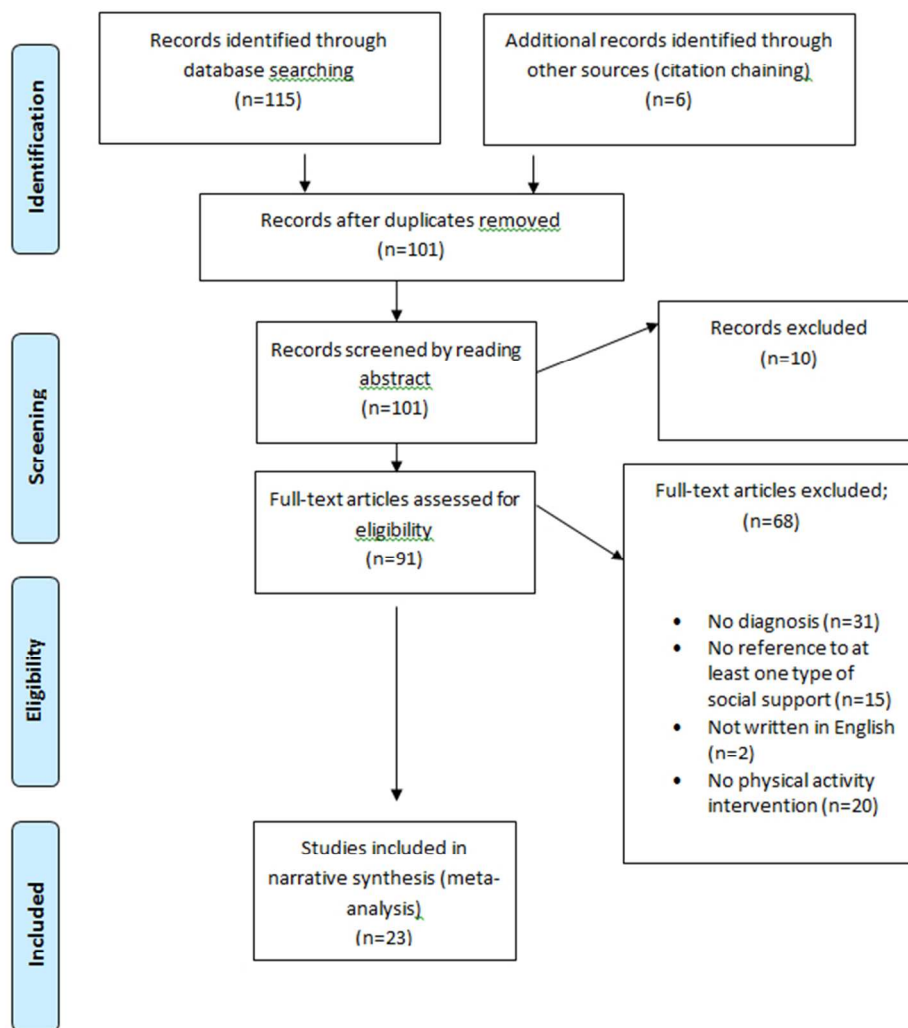 Identification
Records identified through
database searching
(n=115)
Additional records identified through
other sources (citation chaining)
(n=6)
Records after duplicates removed
(n=101)
Screening
Records screened by reading
abstract
(n=101)
Records excluded
(n=10)
Full-text articles assessed for
eligibility
(n=91)
Full-text articles excluded;
(n=68)
• No diagnosis (n=31)
• No reference to at
least one type of
social support (n=15)
• Not written in English
(n=2)
• No physical activity
intervention (n=20)
Eligibility
Included
Studies included in
narrative synthesis (meta-
analysis)
(n=23)